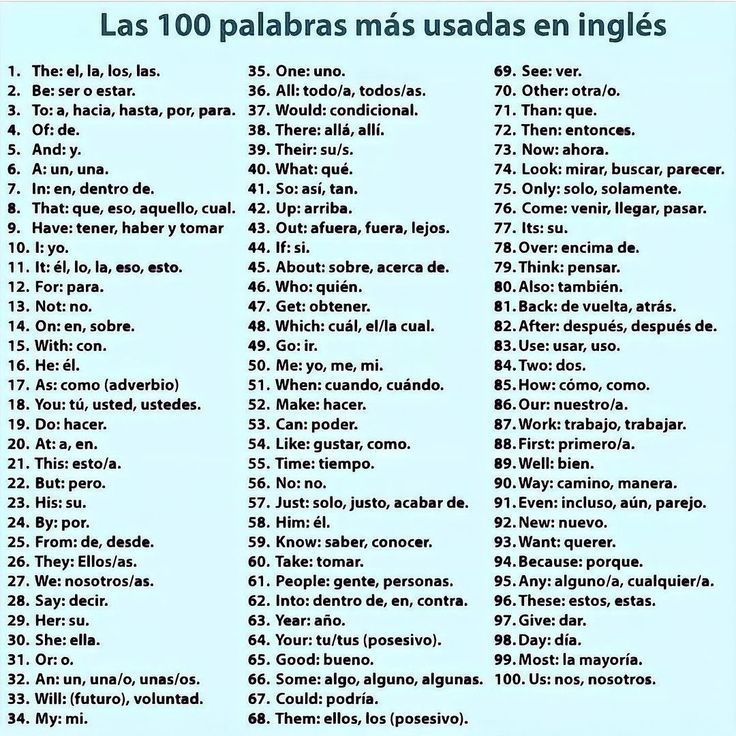 Las 100 palabras más usadas en inglés
1. The: el, la, los, las.
2. Be: ser o estar.
3. To: a, hacia, hasta, por, para.
4. Of: de.
5. And: y.
6. A: un, una.
7. In: en, dentro de.
8. That: que, eso, aquello, cual.
9. Have: tener, haber y tomar
10. I: yo.
11. It: él, lo, la, eso, esto.
12. For: para.
13. Not: no.
14. On: en, sobre.
15. With: con.
16. He: él.
17. As: como (adverbio)
18. You: tú, usted, ustedes.
19. Do: hacer.
20. At: a, en.
21. This: esto/a.
22. But: pero.
23. His: su.
24. By: por.
25. From: de, desde.
26. They: Ellos/as.
27. We: nosotros/as.
28. Say: decir.
29. Her: su.
30. She: ella.
31. Or: o.
32. An: un, una/o, unas/os.
33. Will: (futuro), voluntad.
34. My: mi.
35. One: uno.
36. All: todo/a, todos/as.
37. Would: condicional.
38. There: allá, allí.
39. Their: su/s.
40. What: qué.
41. So: así, tan.
42. Up: arriba.
43. Out: afuera, fuera, lejos.
44. If: si.
45. About: sobre, acerca de.
46. Who: quién.
47. Get: obtener.
48. Which: cuál, el/la cual.
49. Go: ir.
50. Me: yo, me, mi.
51. When: cuando, cuándo.
52. Make: hacer.
53. Can: poder.
54. Like: gustar, como.
55. Time: tiempo.
56. No: no.
57. Just: solo, justo, acabar de.
58. Him: él.
59. Know: saber, conocer.
60. Take: tomar.
61. People: gente, personas.
62. Into: dentro de, en, contra.
63. Year: año.
64. Your: tu/tus (posesivo).
65. Good: bueno.
66. Some: algo, alguno, algunas.
67. Could: podría.
68. Them: ellos, los (posesivo).
69. See: ver.
70. Other: otra/o.
71. Than: que.
72. Then: entonces.
73. Now: ahora.
74. Look: mirar, buscar, parecer.
75. Only: solo, solamente.
76. Come: venir, llegar, pasar.
77. Its: su.
78. Over: encima de.
79. Think: pensar.
80. Also: también.
81. Back: de vuelta, atrás.
82. After: después, después de.
83. Use: usar, uso.
84. Two: dos.
85. How: cómo, como.
86. Our: nuestro/a.
87. Work: trabajo, trabajar.
88. First: primero/a.
89. Well: bien.
90. Way: camino, manera.
91. Even: incluso, aún, parejo.
92. New: nuevo.
93. Want: querer.
94. Because: porque.
95. Any: alguno/a, cualquier/a.
96. These: estos, estas.
97. Give: dar.
98. Day: día.
99. Most: la mayoría.
100. Us: nos, nosotros.